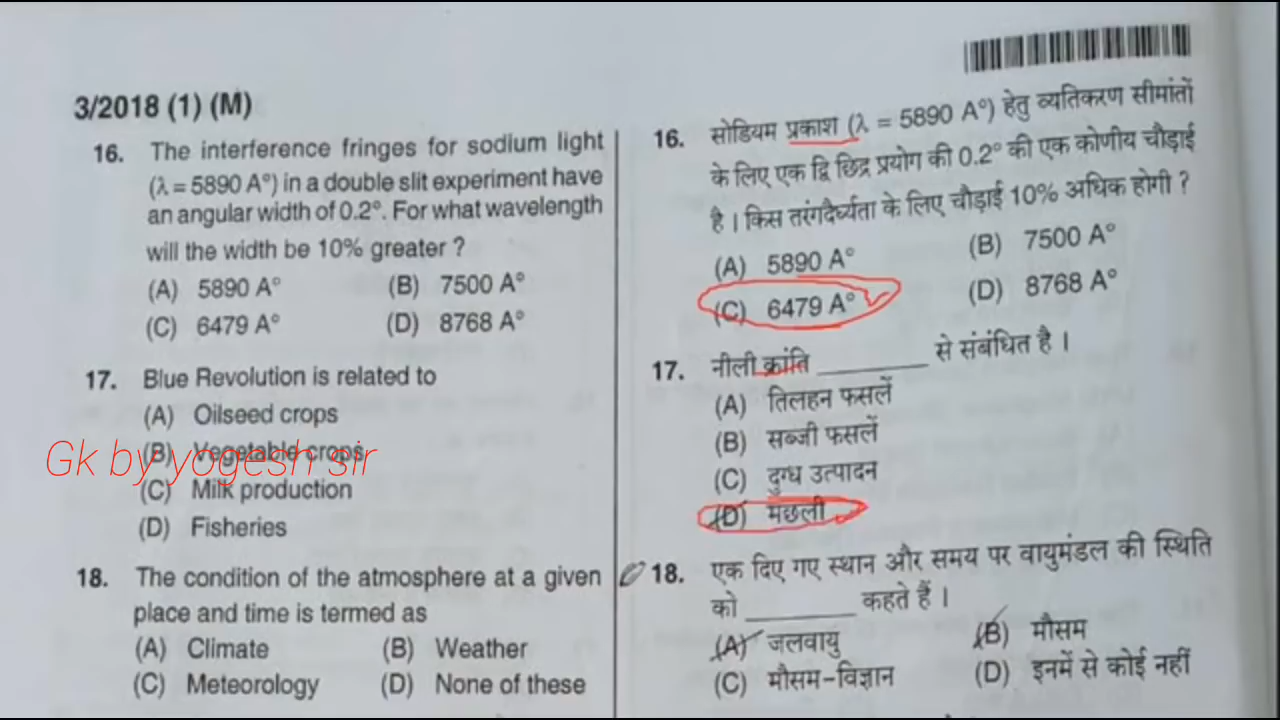 3/2018 (1) (M)
16. The interference fringes for sodium light
(λ = 5890 A°) in a double slit experiment have
an angular width of 0.2°. For what wavelength
will the width be 10% greater ?
(A) 5890 A° (B) 7500 A°
(C) 6479 A° (D) 8768 A°
17. Blue Revolution is related to
(A) Oilseed crops
(B) Vegetable crops
Gk by yogesh sir
(C) Milk production
(D) Fisheries
18. The condition of the atmosphere at a given
place and time is termed as
(A) Climate (B) Weather
(C) Meteorology (D) None of these
16. सोडियम प्रकाश (λ = 5890 A°) हेतु व्यतिकरण सीमांतों
के लिए एक द्वि छिद्र प्रयोग की 0.2° की एक कोणीय चौड़ाई
है । किस तरंगदैर्घ्यता के लिए चौड़ाई 10% अधिक होगी ?
(A) 5890 A° (B) 7500 A°
(C) 6479 A° (D) 8768 A°
17. नीली क्रांति ________ से संबंधित है ।
(A) तिलहन फसलें
(B) सब्जी फसलें
(C) दुग्ध उत्पादन
(D) मछली
18. एक दिए गए स्थान और समय पर वायुमंडल की स्थिति
को ________ कहते हैं ।
(A) जलवायु (B) मौसम
(C) मौसम-विज्ञान (D) इनमें से कोई नहीं